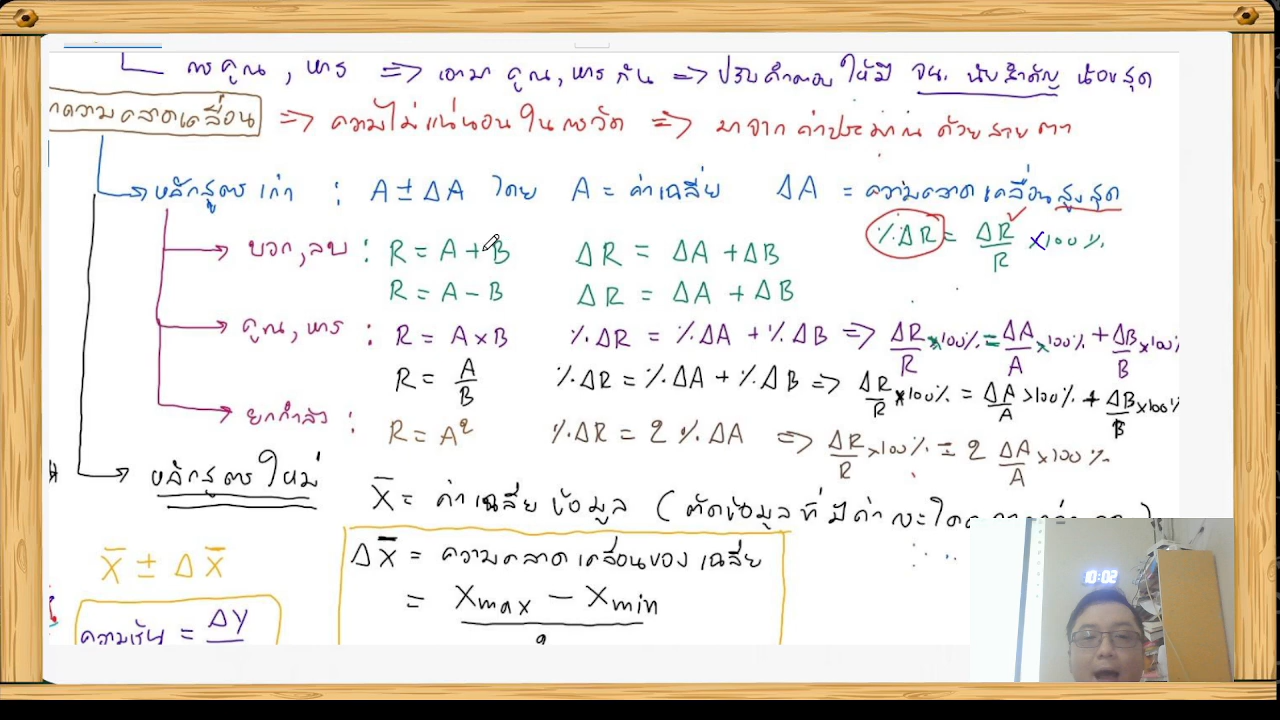 การคูณ , หาร => เอามา คูณ , หาร กัน => ปรับคำตอบ ให้มี จน. นัยสำคัญ น้อยสุด
ความคลาดเคลื่อน => ความไม่แน่นอนในการวัด => มาจาก ค่าประมาณ ด้วยสายตา
หลักสูตรเก่า : A ± ΔA โดย A = ค่าเฉลี่ย ΔA = ความคลาดเคลื่อนสูงสุด
%ΔR = ΔR/R × 100%
บวก, ลบ : R = A + B ΔR = ΔA + ΔB
R = A - B ΔR = ΔA + ΔB
คูณ, หาร : R = A × B %ΔR = %ΔA + %ΔB => ΔR/R × 100% = ΔA/A × 100% + ΔB/B × 100%
R = A/B %ΔR = %ΔA + %ΔB => ΔR/R × 100% = ΔA/A × 100% + ΔB/B × 100%
ยกกำลัง : R = A² %ΔR = 2 %ΔA => ΔR/R × 100% = 2 ΔA/A × 100%
หลักสูตรใหม่
X̄ = ค่าเฉลี่ยข้อมูล (ตัดข้อมูลที่มีค่า
X̄ ± ΔX̄
ΔX̄ = ความคลาดเคลื่อนของเฉลี่ย
= Xmax - Xmin
ความชัน = ΔY
10:02